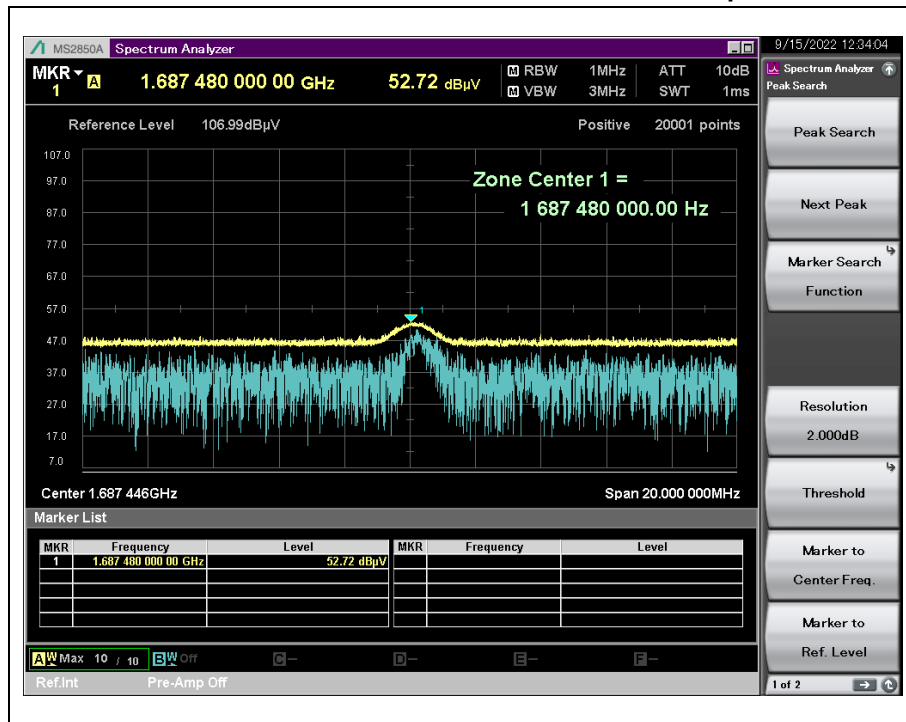 MS2850A Spectrum Analyzer
9/15/2022 12:34:04
MKR 1 A 1.687 480 000 00 GHz 52.72 dBµV
M RBW 1MHz ATT 10dB
M VBW 3MHz SWT 1ms
Reference Level 106.99dBµV Positive 20001 points
107.0
97.0
87.0
77.0
67.0
57.0
47.0
37.0
27.0
17.0
7.0
Zone Center 1 =
1 687 480 000.00 Hz
1
Center 1.687 446GHz Span 20.000 000MHz
Marker List
MKR Frequency Level MKR Frequency Level
1 1.687 480 000 00 GHz 52.72 dBµV
A W Max 10 / 10 B W Off C – D – E – F –
Ref.Int Pre-Amp Off
Spectrum Analyzer
Peak Search
Peak Search
Next Peak
Marker Search
Function
Resolution
2.000dB
Threshold
Marker to
Center Freq.
Marker to
Ref. Level
1 of 2